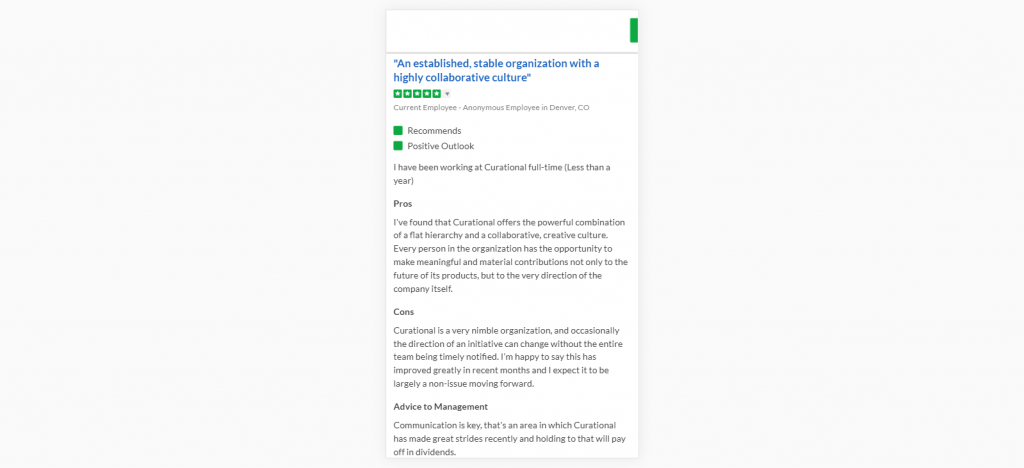 "An established, stable organization with a
highly collaborative culture"
Current Employee - Anonymous Employee in Denver, CO
Recommends
Positive Outlook
I have been working at Curational full-time (Less than a
year)
Pros
I've found that Curational offers the powerful combination
of a flat hierarchy and a collaborative, creative culture.
Every person in the organization has the opportunity to
make meaningful and material contributions not only to the
future of its products, but to the very direction of the
company itself.
Cons
Curational is a very nimble organization, and occasionally
the direction of an initiative can change without the entire
team being timely notified. I'm happy to say this has
improved greatly in recent months and I expect it to be
largely a non-issue moving forward.
Advice to Management
Communication is key, that's an area in which Curational
has made great strides recently and holding to that will pay
off in dividends.